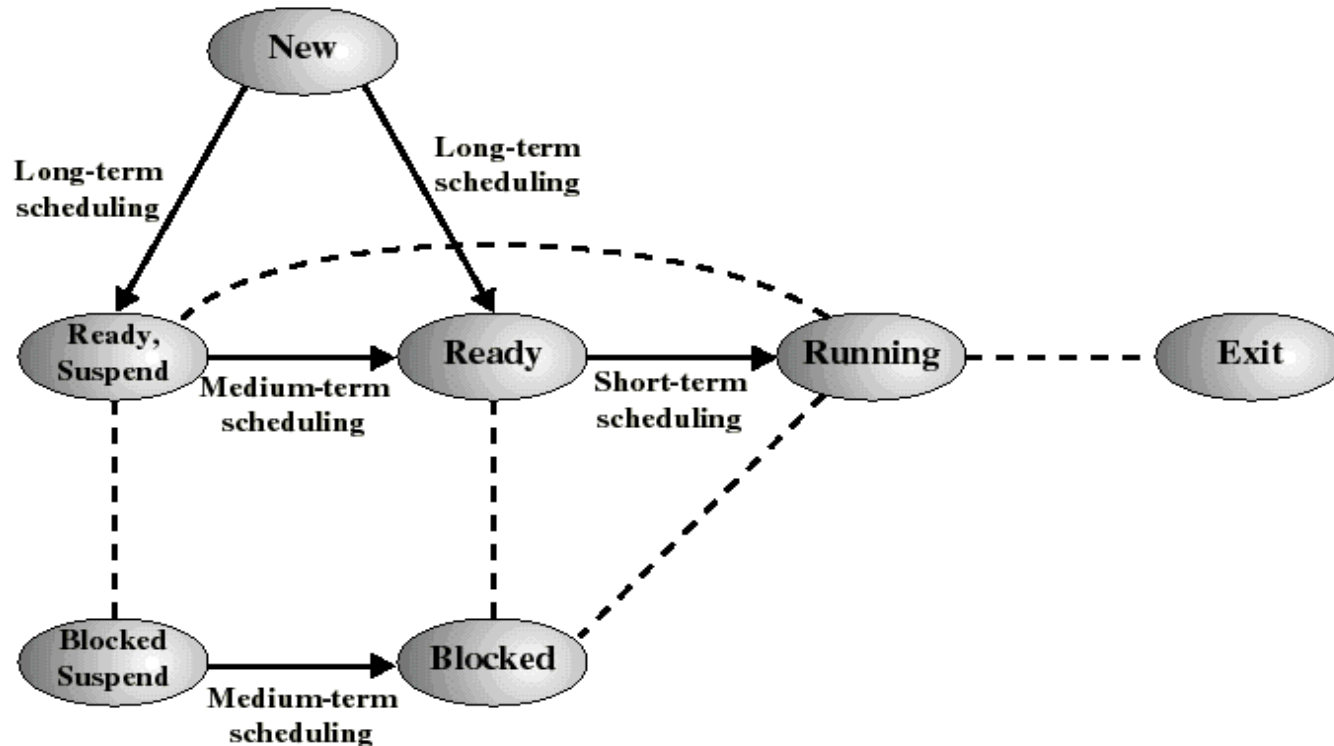 New
Long-term
scheduling
Long-term
scheduling
Ready,
Suspend
Medium-term
scheduling
Ready
Short-term
scheduling
Running
Exit
Blocked
Suspend
Medium-term
scheduling
Blocked